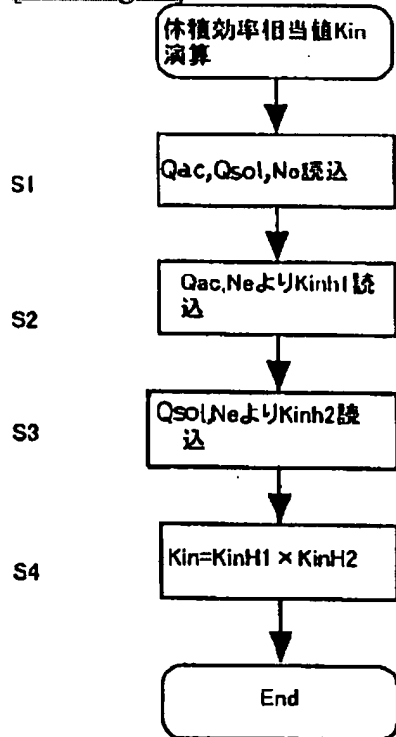 体積効率相当値Kin
演算
S1
Qac,Qsol,No読込
S2
Qac,NeよりKinh1読
込
S3
Qsol,NeよりKinh2読
込
S4
Kin=KinH1×KinH2
End